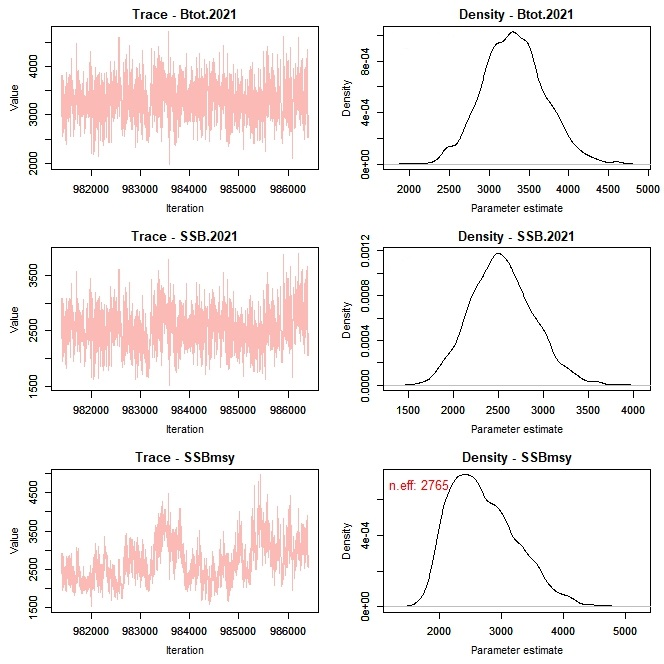 Trace - Btot.2021
Value
2000
3000
4000
982000 983000 984000 985000 986000
Iteration
Density - Btot.2021
Density
0e+00
4e-04
8e-04
2000 2500 3000 3500 4000 4500 5000
Parameter estimate
Trace - SSB.2021
Value
1500
2500
3500
982000 983000 984000 985000 986000
Iteration
Density - SSB.2021
Density
0.0000
0.0004
0.0008
0.0012
1500 2000 2500 3000 3500 4000
Parameter estimate
Trace - SSBmsy
Value
1500
2500
3500
4500
982000 983000 984000 985000 986000
Iteration
Density - SSBmsy
n.eff: 2765
Density
0e+00
4e-04
2000 3000 4000 5000
Parameter estimate